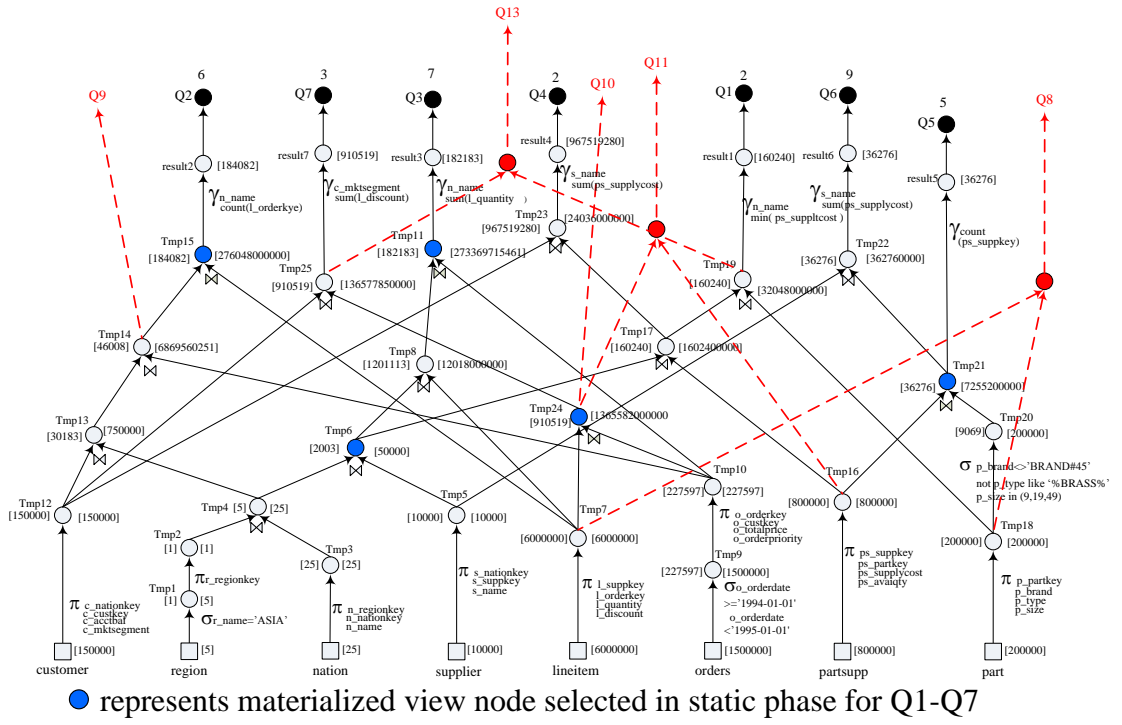 Q13
Q9
6
Q2
3
Q7
7
Q3
2
Q4
Q10
Q11
2
Q1
9
Q6
5
Q5
Q8
result2
[184082]
result7
[910519]
result3
[182183]
result4
[967519280]
result1
[160240]
result6
[36276]
result5
[36276]
γ n_name
count(l_orderkye)
γ c_mktsegment
sum(l_discount)
γ n_name
sum(l_quantity )
γ s_name
sum(ps_supplycost)
γ n_name
min( ps_suppltcost)
γ s_name
sum(ps_supplycost)
γ count
(ps_suppkey)
Tmp15
[184082]
[276048000000]
Tmp25
[910519]
[136577850000]
Tmp11
[182183]
[273369715461]
Tmp23
[967519280]
[24036000000]
Tmp19
[160240]
[32048000000]
Tmp22
[36276]
[362760000]
Tmp14
[46008]
[6869560251]
Tmp8
[1201113]
[12018000000]
Tmp17
[160240]
[1602400000]
Tmp21
[36276]
[7255200000]
Tmp13
[30183]
[750000]
Tmp6
[2003]
[50000]
Tmp24
[910519]
[1365582000000
Tmp20
[9069]
[200000]
σ p_brand<>'BRAND#45'
not p_type like '%BRASS%'
p_size in (9,19,49)
Tmp12
[150000]
[150000]
Tmp4
[5]
[25]
Tmp5
[10000]
[10000]
Tmp7
[6000000]
[6000000]
Tmp10
[227597]
[227597]
Tmp16
[800000]
[800000]
Tmp18
[200000]
[200000]
Tmp2
[1]
[1]
Tmp3
[25]
[25]
Tmp1
[1]
[5]
Tmp9
[227597]
[1500000]
π c_nationkey
c_custkey
c_acctbal
c_mktsegment
π r_regionkey
σ r_name='ASIA'
π n_regionkey
n_nationkey
n_name
π s_nationkey
s_suppkey
s_name
π l_suppkey
l_orderkey
l_quantity
l_discount
π o_orderkey
o_custkey
o_totalprice
o_orderpriority
σ o_orderdate
>='1994-01-01'
o_orderdate
<'1995-01-01'
π ps_suppkey
ps_partkey
ps_supplycost
ps_avaiqty
π p_partkey
p_brand
p_type
p_size
[150000]
[5]
[25]
[10000]
[6000000]
[1500000]
[800000]
[200000]
customer
region
nation
supplier
lineitem
orders
partsupp
part
represents materialized view node selected in static phase for Q1-Q7